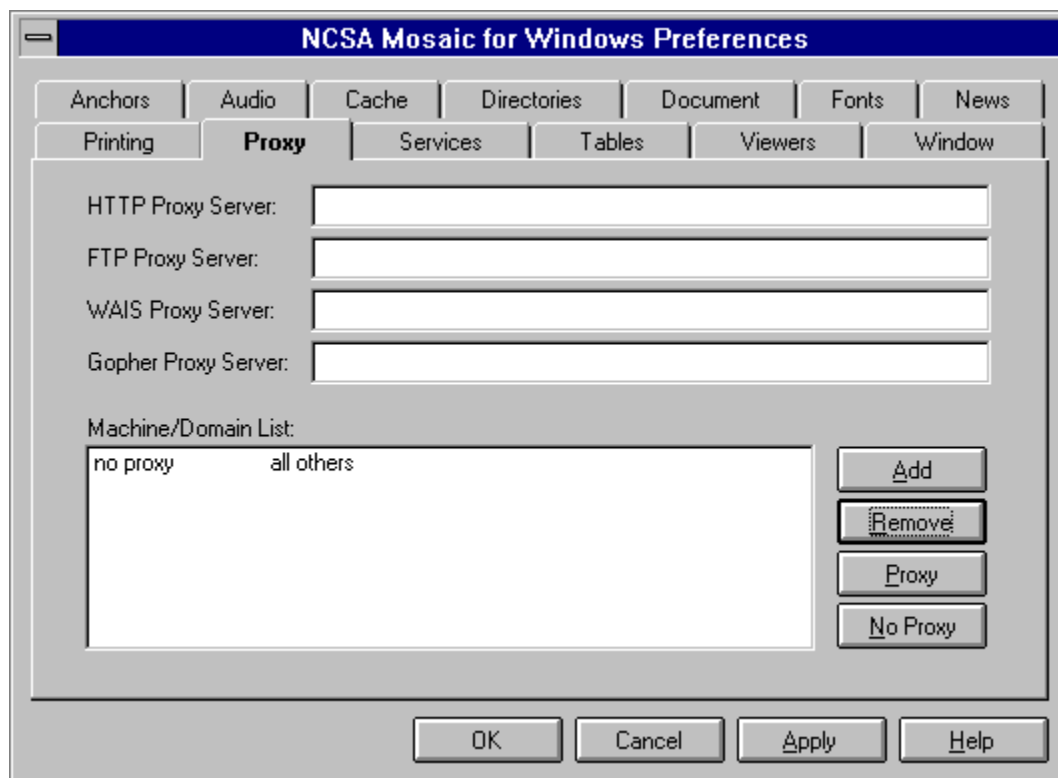 NCSA Mosaic for Windows Preferences
Anchors Audio Cache Directories Document Fonts News
Printing Proxy Services Tables Viewers Window
HTTP Proxy Server:
FTP Proxy Server:
WAIS Proxy Server:
Gopher Proxy Server:
Machine/Domain List:
no proxy all others
Add
Remove
Proxy
No Proxy
OK Cancel Apply Help